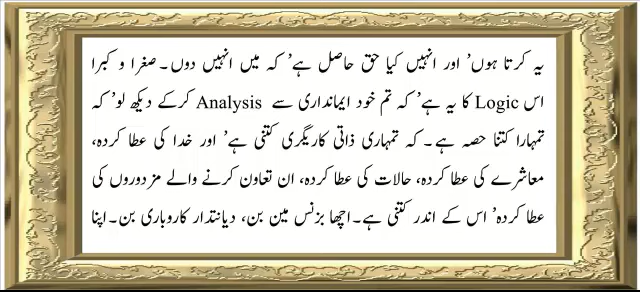 یہ کرتا ہوں’ اور انہیں کیا حق حاصل ہے’ کہ میں انہیں دوں۔ صغرا و کبرا
اس Logic کا یہ ہے’ کہ تم خود ایمانداری سے Analysis کرکے دیکھ لو’ کہ
تمہارا کتنا حصہ ہے۔ کہ تمہاری ذاتی کاریگری کتنی ہے’ اور خدا کی عطا کردہ،
معاشرے کی عطا کردہ، حالات کی عطا کردہ، ان تعاون کرنے والے مزدوروں کی
عطا کردہ’ اس کے اندر کتنی ہے۔ اچھا بزنس مین بن، دیانتدار کاروباری بن۔ اپنا